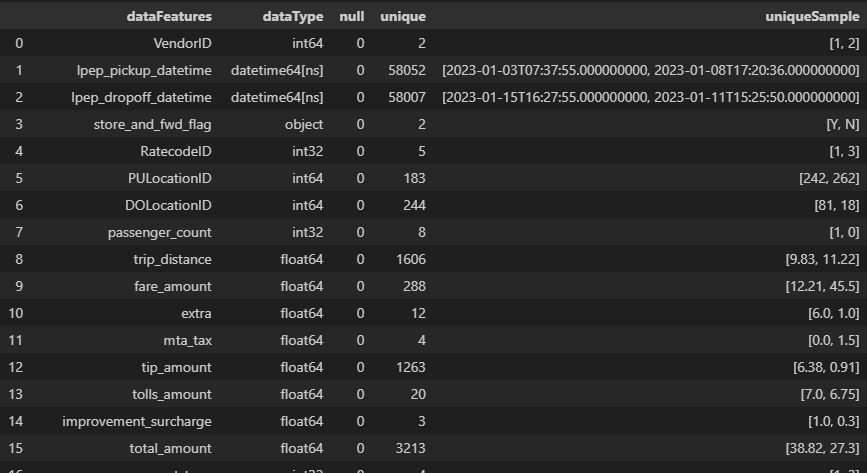 dataFeatures dataType null unique uniqueSample
0 VendorID int64 0 2 [1, 2]
1 lpep_pickup_datetime datetime64[ns] 0 58052 [2023-01-03T07:37:55.000000000, 2023-01-08T17:20:36.000000000]
2 lpep_dropoff_datetime datetime64[ns] 0 58007 [2023-01-15T16:27:55.000000000, 2023-01-11T15:25:50.000000000]
3 store_and_fwd_flag object 0 2 [Y, N]
4 RatecodeID int32 0 5 [1, 3]
5 PULocationID int64 0 183 [242, 262]
6 DOLocationID int64 0 244 [81, 18]
7 passenger_count int32 0 8 [1, 0]
8 trip_distance float64 0 1606 [9.83, 11.22]
9 fare_amount float64 0 288 [12.21, 45.5]
10 extra float64 0 12 [6.0, 1.0]
11 mta_tax float64 0 4 [0.0, 1.5]
12 tip_amount float64 0 1263 [6.38, 0.91]
13 tolls_amount float64 0 20 [7.0, 6.75]
14 improvement_surcharge float64 0 3 [1.0, 0.3]
15 total_amount float64 0 3213 [38.82, 27.3]